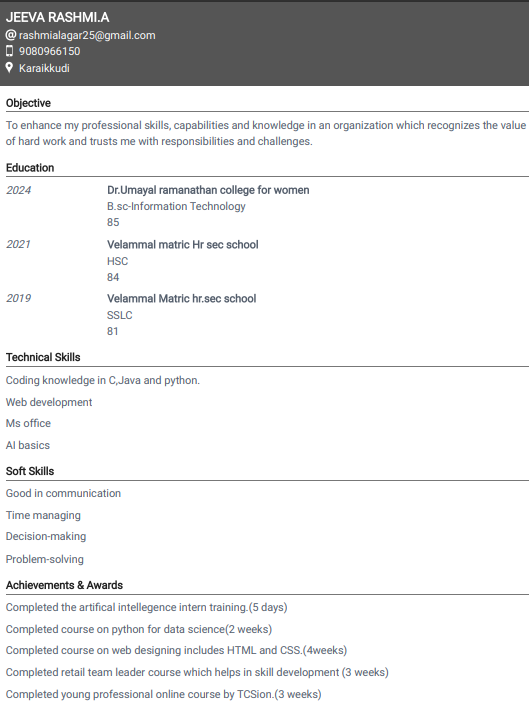 JEEVA RASHMI.A
rashmialagar25@gmail.com
9080966150
Karaikkudi
Objective
To enhance my professional skills, capabilities and knowledge in an organization which recognizes the value
of hard work and trusts me with responsibilities and challenges.
Education
2024 Dr.Umayal ramanathan college for women
B.sc-Information Technology
85
2021 Velammal matric Hr sec school
HSC
84
2019 Velammal Matric hr.sec school
SSLC
81
Technical Skills
Coding knowledge in C,Java and python.
Web development
Ms office
AI basics
Soft Skills
Good in communication
Time managing
Decision-making
Problem-solving
Achievements & Awards
Completed the artifical intellegence intern training.(5 days)
Completed course on python for data science(2 weeks)
Completed course on web designing includes HTML and CSS.(4weeks)
Completed retail team leader course which helps in skill development (3 weeks)
Completed young professional online course by TCSion.(3 weeks)